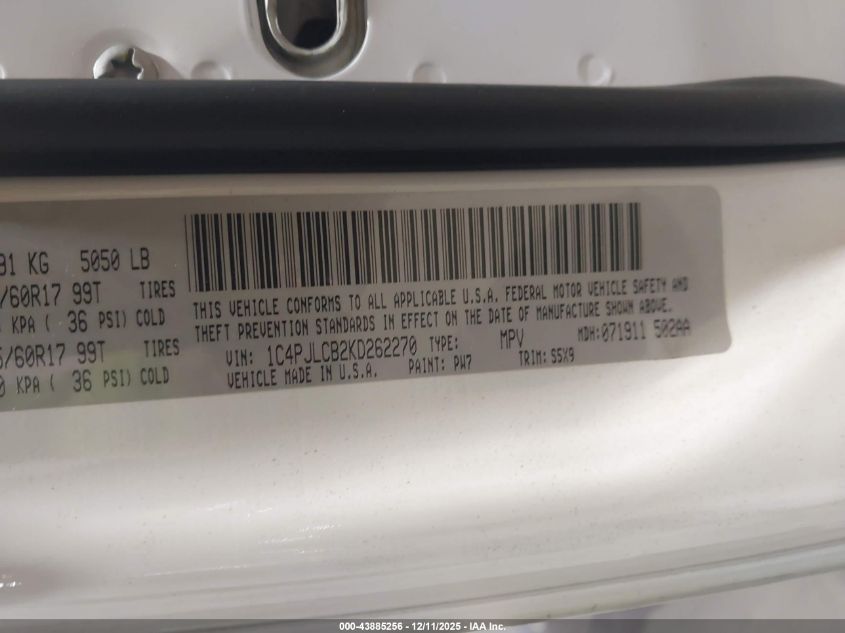 91 KG 5050 LB
/60R17 99T TIRES
KPA ( 36 PSI) COLD
/60R17 99T TIRES
0 KPA ( 36 PSI) COLD
THIS VEHICLE CONFORMS TO ALL APPLICABLE U.S.A. FEDERAL MOTOR VEHICLE SAFETY AND
THEFT PREVENTION STANDARDS IN EFFECT ON THE DATE OF MANUFACTURE SHOWN ABOVE.
VIN: 1C4PJLCB2KD262270 TYPE: MPV MDH:071911 502AA
VEHICLE MADE IN U.S.A. PAINT: PW7 TRIM: S5X9
000-43885256 - 12/11/2025 - IAA Inc.